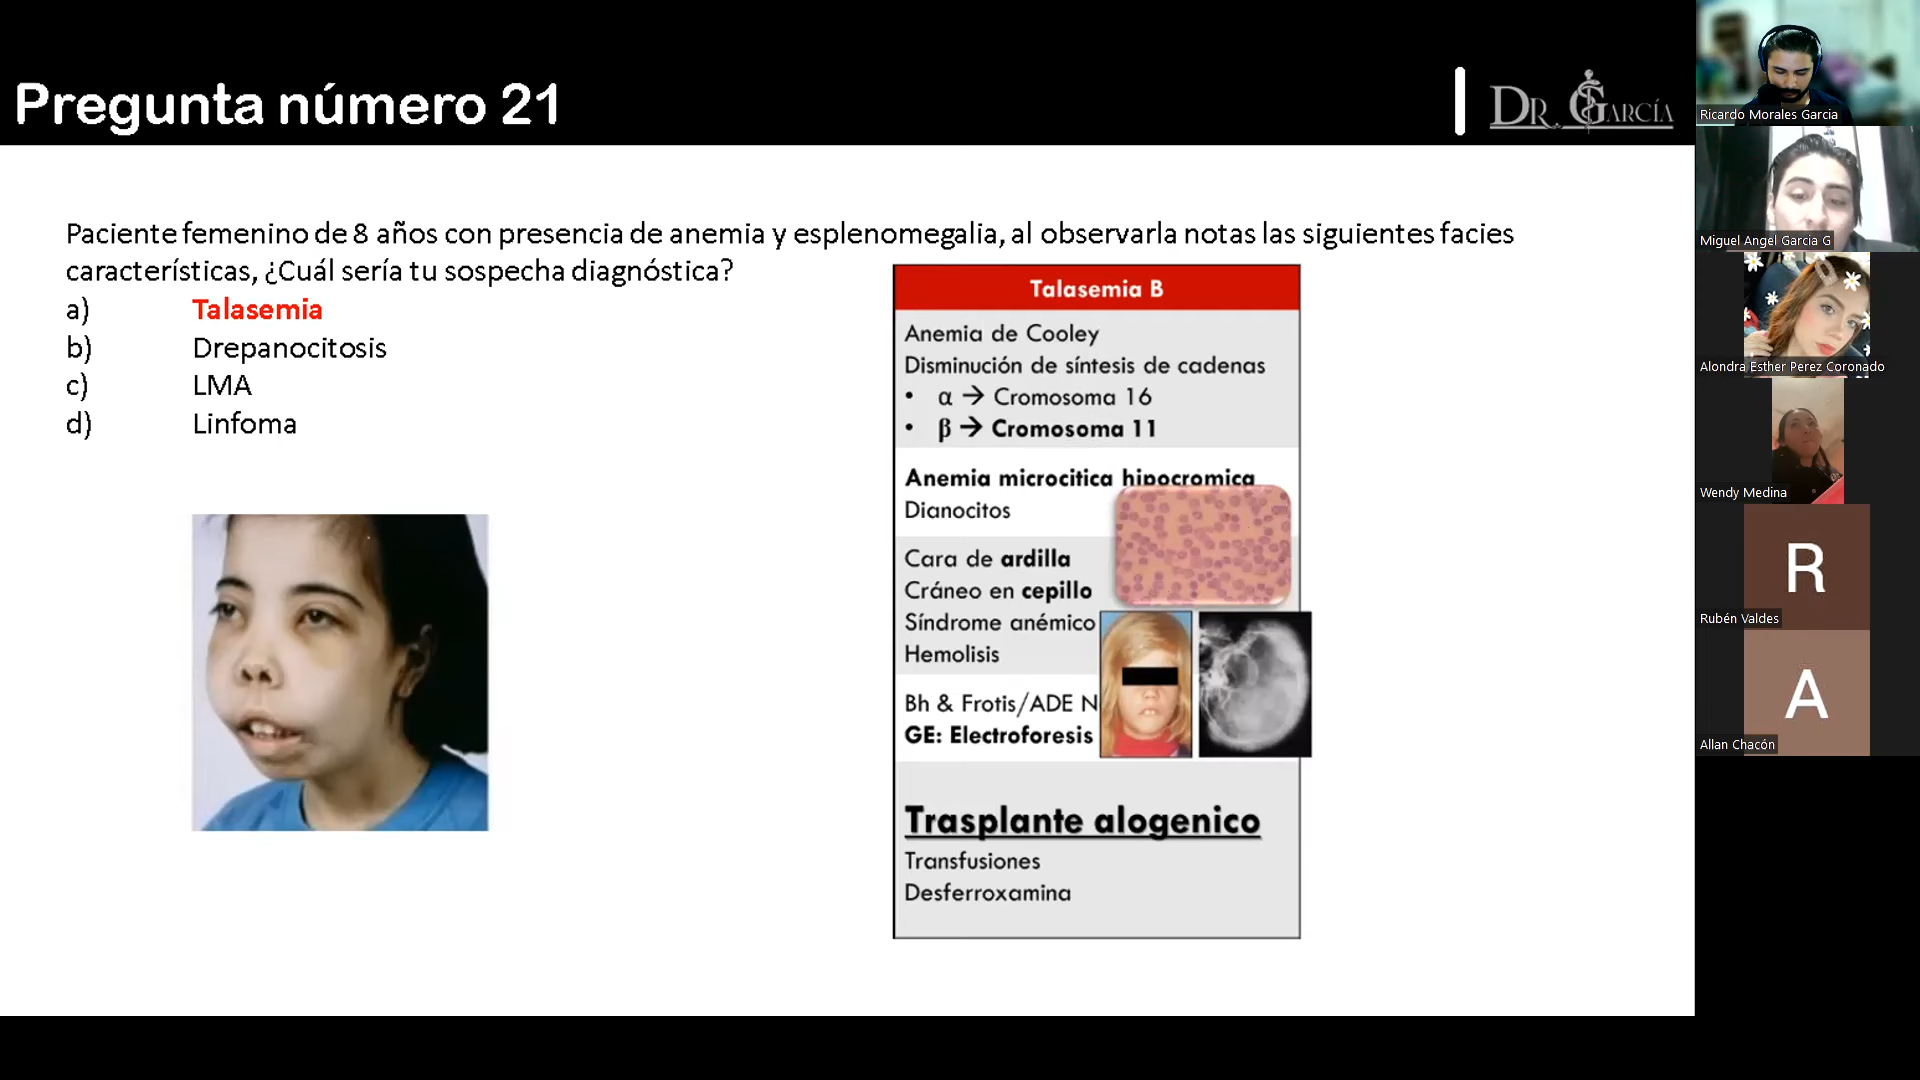 Pregunta número 21
DR. GARCÍA
Paciente femenino de 8 años con presencia de anemia y esplenomegalia, al observarla notas las siguientes facies
características, ¿Cuál sería tu sospecha diagnóstica?
a) Talasemia
b) Drepanocitosis
c) LMA
d) Linfoma
Talasemia B
Anemia de Cooley
Disminución de síntesis de cadenas
• α → Cromosoma 16
• β → Cromosoma 11
Anemia microcitica hipocromica
Dianocitos
Cara de ardilla
Cráneo en cepillo
Síndrome anémico
Hemolisis
Bh & Frotis/ADE N
GE: Electroforesis
Trasplante alogenico
Transfusiones
Desferroxamina
Ricardo Morales Garcia
Miguel Angel Garcia G
Alondra Esther Perez Coronado
Wendy Medina
R
Rubén Valdes
A
Allan Chacón